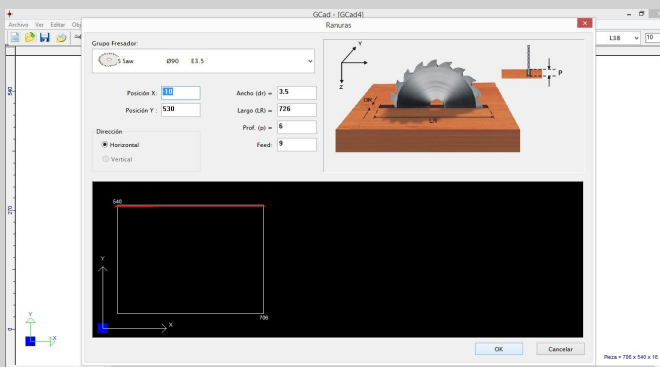 GCad - [GCad4]
Archivo Ver Editar Obj
Ranuras
L38
10
Grupo Fresador:
S Saw Ø90 E3.5
Posición X: -10
Ancho (dr) = 3.5
Posición Y : 530
Largo (LR) = 726
Prof. (p) = 6
Feed: 9
Dirección
Horizontal
Vertical
Y
Z
DR
LR
P
540
270
0
Y
X
540
706
Y
X
OK
Cancelar
Pieza = 706 x 540 x 16